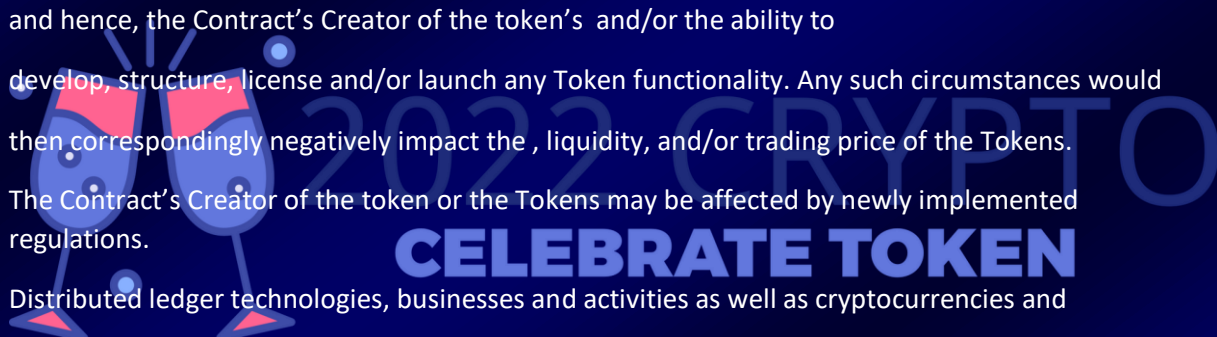 and hence, the Contract’s Creator of the token’s  and/or the ability to
develop, structure, license and/or launch any Token functionality. Any such circumstances would
then correspondingly negatively impact the , liquidity, and/or trading price of the Tokens.
2022 CRYPTO
The Contract’s Creator of the token or the Tokens may be affected by newly implemented
regulations.
CELEBRATE TOKEN
Distributed ledger technologies, businesses and activities as well as cryptocurrencies and